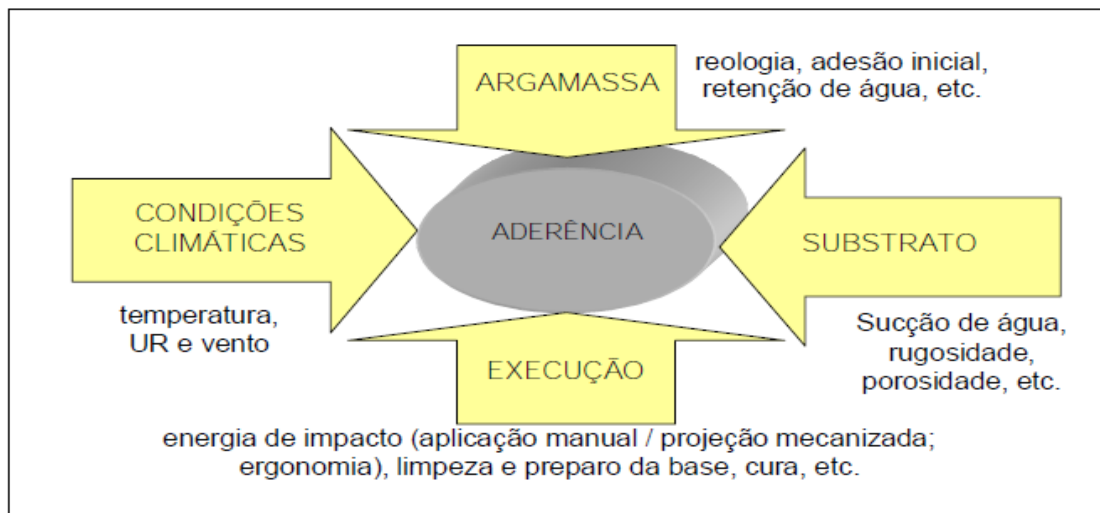 ARGAMASSA
reologia, adesão inicial,
retenção de água, etc.
CONDIÇÕES
CLIMÁTICAS
temperatura,
UR e vento
ADERÊNCIA
SUBSTRATO
Sucção de água,
rugosidade,
porosidade, etc.
EXECUÇÃO
energia de impacto (aplicação manual / projeção mecanizada;
ergonomia), limpeza e preparo da base, cura, etc.